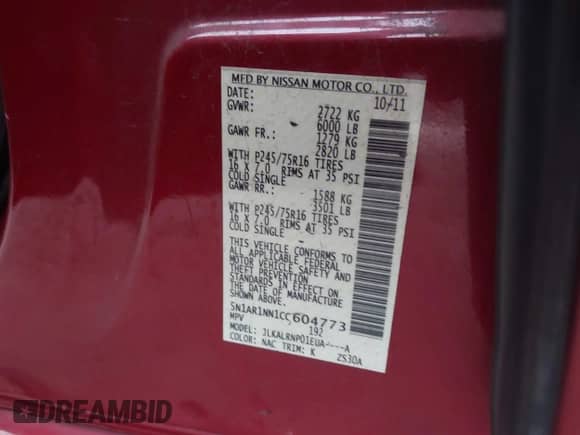 MFD BY NISSAN MOTOR CO., LTD.
DATE: 10/11
GVWR: 2722 KG
6000 LB
GAWR FR.: 1279 KG
2820 LB
WITH P245/75R16 TIRES
16 X 7.0 RIMS AT 35 PSI
COLD SINGLE
GAWR RR.: 1588 KG
3501 LB
WITH P245/75R16 TIRES
16 X 7.0 RIMS AT 35 PSI
COLD SINGLE
THIS VEHICLE CONFORMS TO
ALL APPLICABLE FEDERAL
MOTOR VEHICLE SAFETY AND
THEFT PREVENTION
STANDARDS IN EFFECT ON
THE DATE OF MANUFACTURE
SHOWN ABOVE.
5N1AR1NN1CC604773
MPV 192
MODEL: JLKALRNP01EUA----A
COLOR: NAC TRIM: K ZS30A
DREAMBID